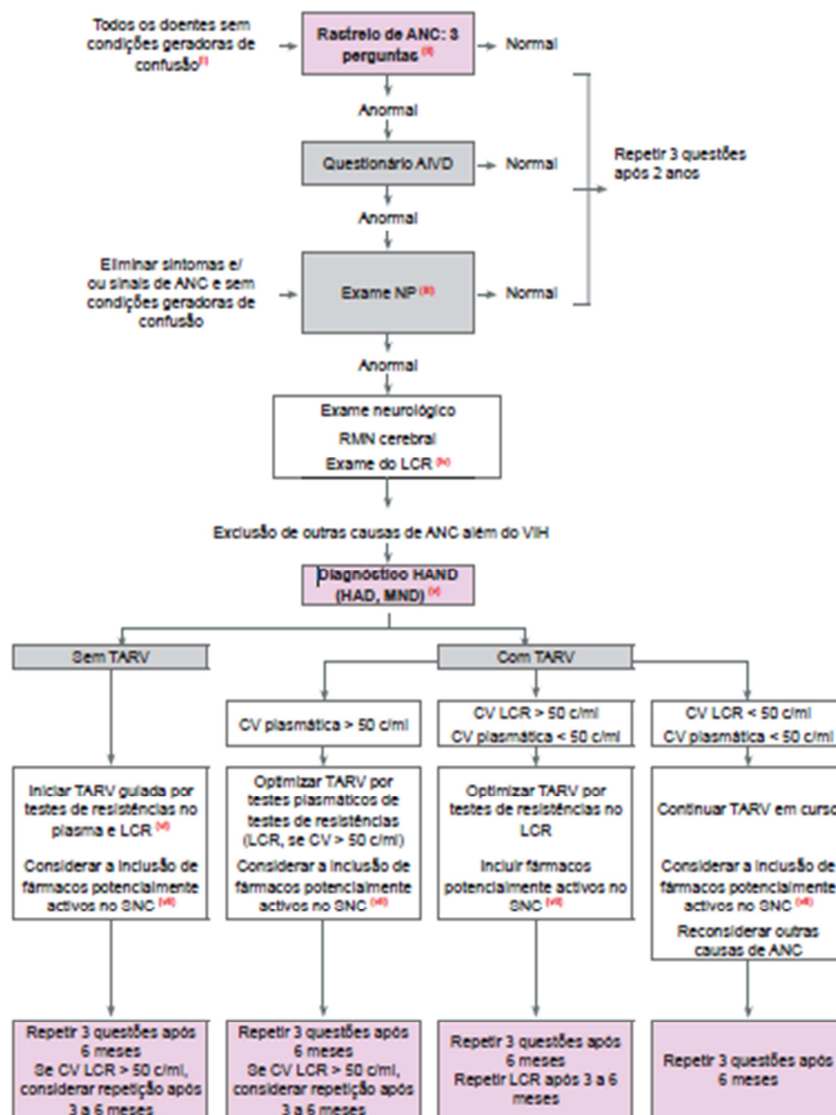 Todos os doentes sem
condições geradoras de
confusão(i)
Rastreio de ANC: 3
perguntas (ii)
Normal
Anormal
Questionário AIVD
Normal
Repetir 3 questões
após 2 anos
Anormal
Eliminar sintomas e/
ou sinais de ANC e sem
condições geradoras de
confusão
Exame NP (iii)
Normal
Anormal
Exame neurológico
RMN cerebral
Exame do LCR (iv)
Exclusão de outras causas de ANC além do VIH
Diagnóstico HAND
(HAD, MND) (v)
Sem TARV
Com TARV
CV plasmática > 50 c/ml
CV LCR > 50 c/ml
CV plasmática < 50 c/ml
CV LCR < 50 c/ml
CV plasmática < 50 c/ml
Iniciar TARV guiada por
testes de resistências no
plasma e LCR (vi)
Considerar a inclusão de
fármacos potencialmente
activos no SNC (vii)
Optimizar TARV por
testes plasmáticos de
testes de resistências
(LCR, se CV > 50 c/ml)
Considerar a inclusão de
fármacos potencialmente
activos no SNC (vii)
Optimizar TARV por
testes de resistências no
LCR
Incluir fármacos
potencialmente activos no
SNC (vii)
Continuar TARV em curso
Considerar a inclusão de
fármacos potencialmente
activos no SNC (vii)
Reconsiderar outras
causas de ANC
Repetir 3 questões após
6 meses
Se CV LCR > 50 c/ml,
considerar repetição após
3 a 6 meses
Repetir 3 questões após
6 meses
Se CV LCR > 50 c/ml,
considerar repetição após
3 a 6 meses
Repetir 3 questões após
6 meses
Repetir LCR após 3 a 6
meses
Repetir 3 questões após
6 meses